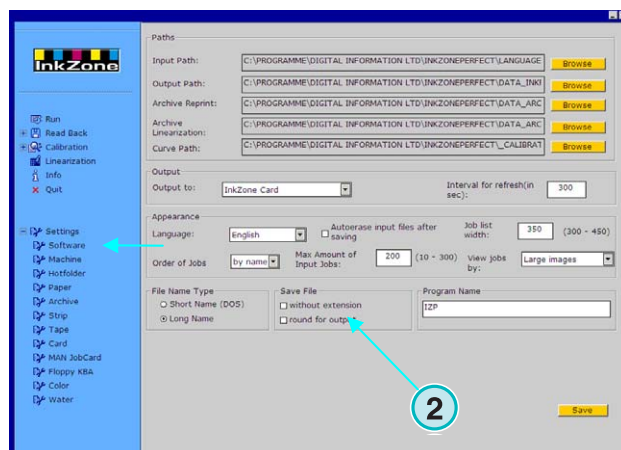 InkZone
Run
Read Back
Calibration
Linearization
Info
Quit
Settings
Software
Machine
Hotfolder
Paper
Archive
Strip
Tape
Card
MAN JobCard
Floppy KBA
Color
Water
Paths
Input Path: C:\PROGRAMME\DIGITAL INFORMATION LTD\INKZONEPERFECT\LANGUAGE Browse
Output Path: C:\PROGRAMME\DIGITAL INFORMATION LTD\INKZONEPERFECT\DATA_INKI Browse
Archive Reprint: C:\PROGRAMME\DIGITAL INFORMATION LTD\INKZONEPERFECT\DATA_ARC Browse
Archive
Linearization: C:\PROGRAMME\DIGITAL INFORMATION LTD\INKZONEPERFECT\DATA_ARC Browse
Curve Path: C:\PROGRAMME\DIGITAL INFORMATION LTD\INKZONEPERFECT\_CALIBRAT Browse
Output
Output to: InkZone Card Interval for refresh(in
sec): 300
Appearance
Language: English Autoerase input files after
saving Job list
width: 350 (300 - 450)
Order of Jobs by name Max Amount of
Input Jobs: 200 (10 - 300) View jobs
by: Large images
File Name Type
Short Name (DOS)
Long Name
Save File
without extension
round for output
Program Name
IZP
2
Save